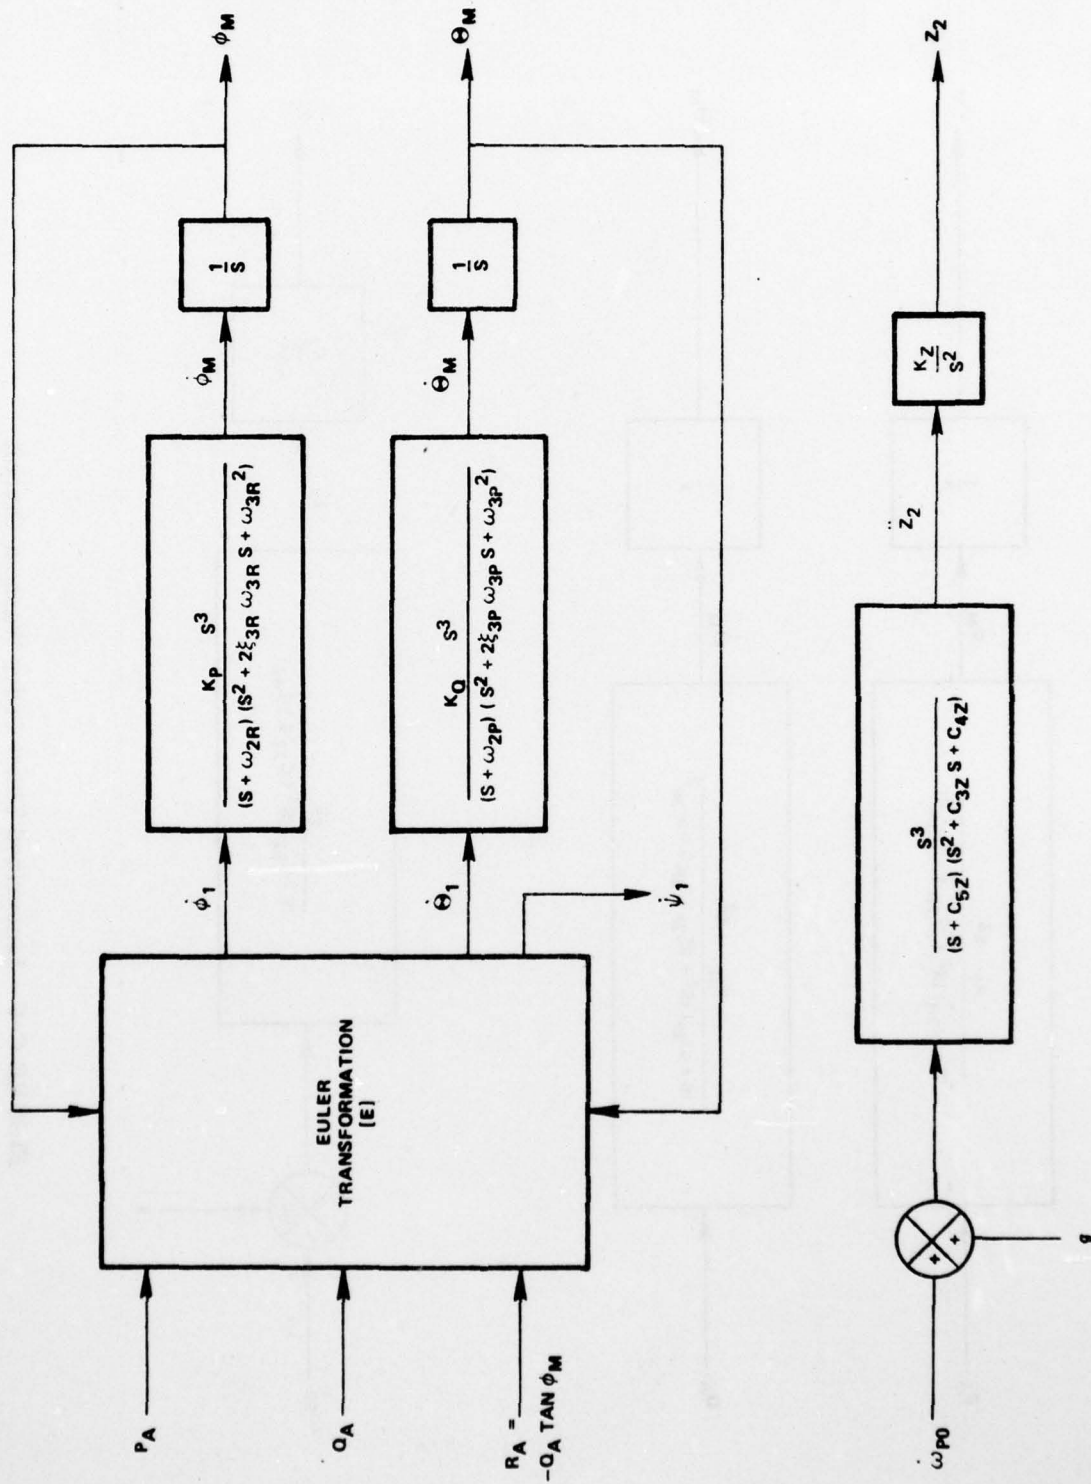 P_A
Q_A
R_A =
-Q_A TAN ϕ_M
EULER
TRANSFORMATION
[E]
ϕ̇_1
Θ̇_1
ψ̇_1
K_P S^3
(S + ω_2R) (S^2 + 2ξ_3R ω_3R S + ω_3R^2)
K_Q S^3
(S + ω_2P) (S^2 + 2ξ_3P ω_3P S + ω_3P^2)
ϕ̇_M
Θ̇_M
1
S
1
S
ϕ_M
Θ_M
ω̇_PO
+
+
g
S^3
(S + C_5Z) (S^2 + C_3Z S + C_4Z)
Z̈_2
K_Z
S^2
Z_2